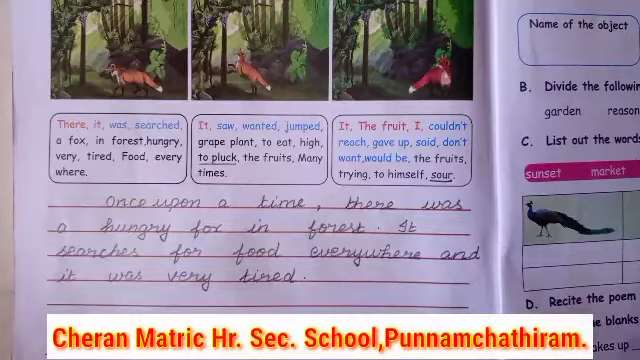 There, it, was, searched,
a fox, in forest,hungry,
very, tired, Food, every
where.
It, saw, wanted, jumped,
grape plant, to eat, high,
to pluck, the fruits, Many
times.
It, The fruit, I, couldn't
reach, gave up, said, don't
want,would be, the fruits,
trying, to himself, sour.
Once upon a time, there was
a hungry fox in forest. It
searches for food everywhere and
it was very tired.
Name of the object
B. Divide the followin
garden reason
C. List out the words
sunset market
D. Recite the poem
he blanks
akes up
Cheran Matric Hr. Sec. School,Punnamchathiram.